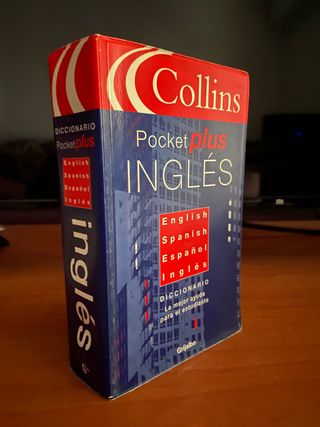 Collins
Pocket plus
INGLÉS
English
Spanish
Español
Inglés
DICCIONARIO
La mejor ayuda
para el estudiante
Grijalbo
DICCIONARIO
Pocket plus
English
Spanish
Español
Inglés
inglés